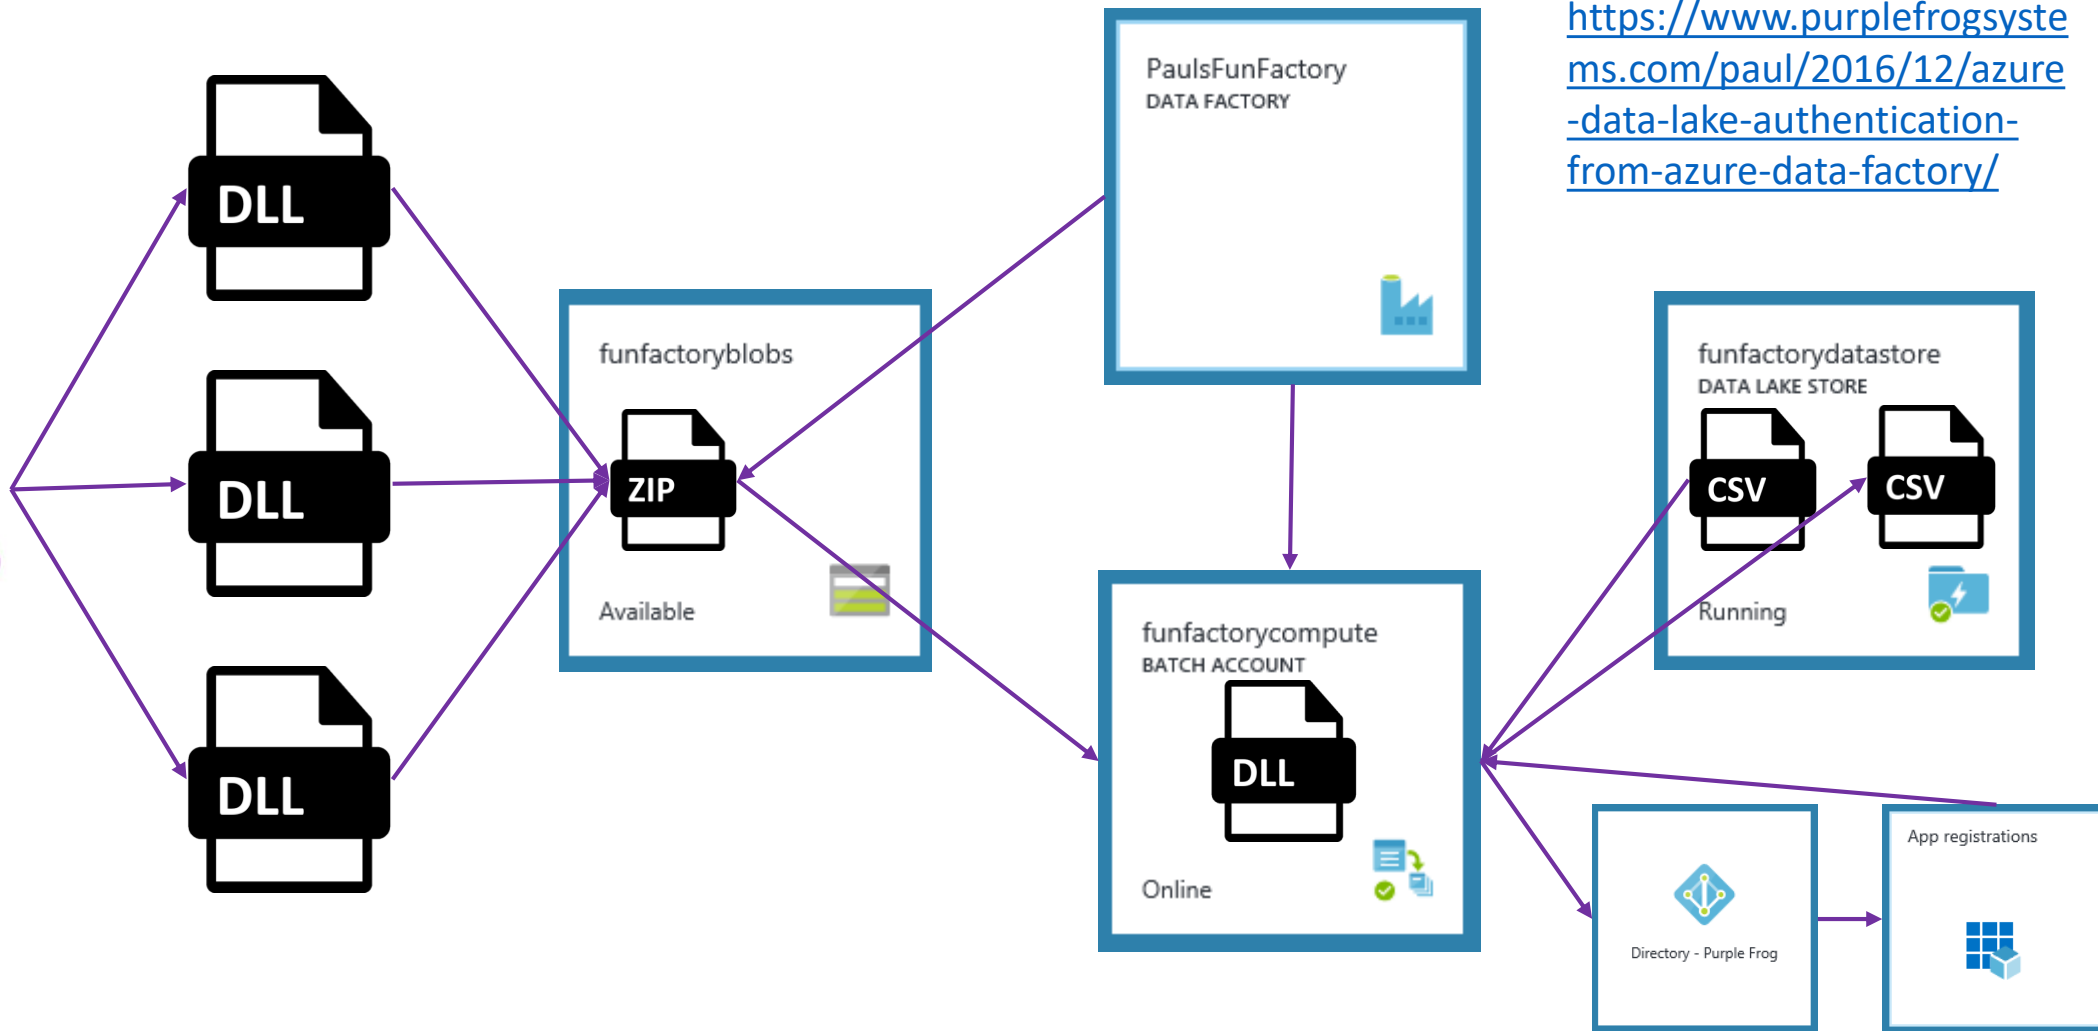 https://www.purplefrogsyste
ms.com/paul/2016/12/azure
-data-lake-authentication-
from-azure-data-factory/
PaulsFunFactory
DATA FACTORY
DLL
DLL
DLL
funfactoryblobs
ZIP
Available
funfactorycompute
BATCH ACCOUNT
DLL
Online
funfactorydatastore
DATA LAKE STORE
CSV
CSV
Running
Directory - Purple Frog
App registrations